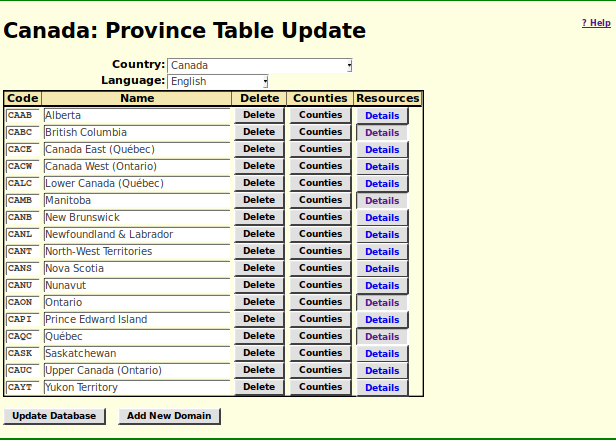 Canada: Province Table Update
? Help
Country: Canada
Language: English
Code Name Delete Counties Resources
CAAB Alberta Delete Counties Details
CABC British Columbia Delete Counties Details
CACE Canada East (Québec) Delete Counties Details
CACW Canada West (Ontario) Delete Counties Details
CALC Lower Canada (Québec) Delete Counties Details
CAMB Manitoba Delete Counties Details
CANB New Brunswick Delete Counties Details
CANL Newfoundland & Labrador Delete Counties Details
CANT North-West Territories Delete Counties Details
CANS Nova Scotia Delete Counties Details
CANU Nunavut Delete Counties Details
CAON Ontario Delete Counties Details
CAPI Prince Edward Island Delete Counties Details
CAQC Québec Delete Counties Details
CASK Saskatchewan Delete Counties Details
CAUC Upper Canada (Ontario) Delete Counties Details
CAYT Yukon Territory Delete Counties Details
Update Database Add New Domain